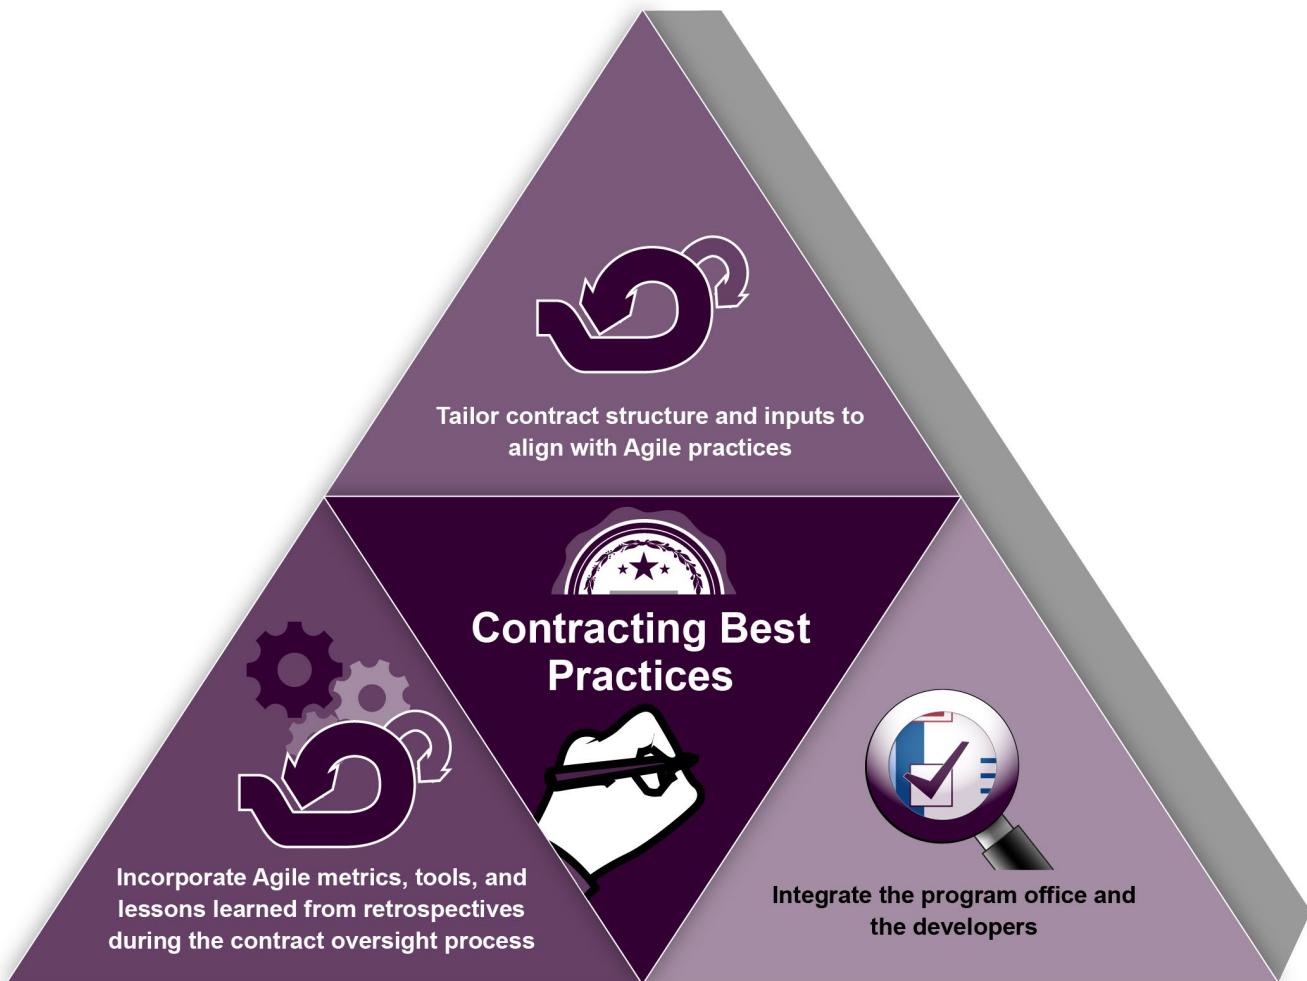 Tailor contract structure and inputs to
align with Agile practices
Contracting Best
Practices
Incorporate Agile metrics, tools, and
lessons learned from retrospectives
during the contract oversight process
Integrate the program office and
the developers